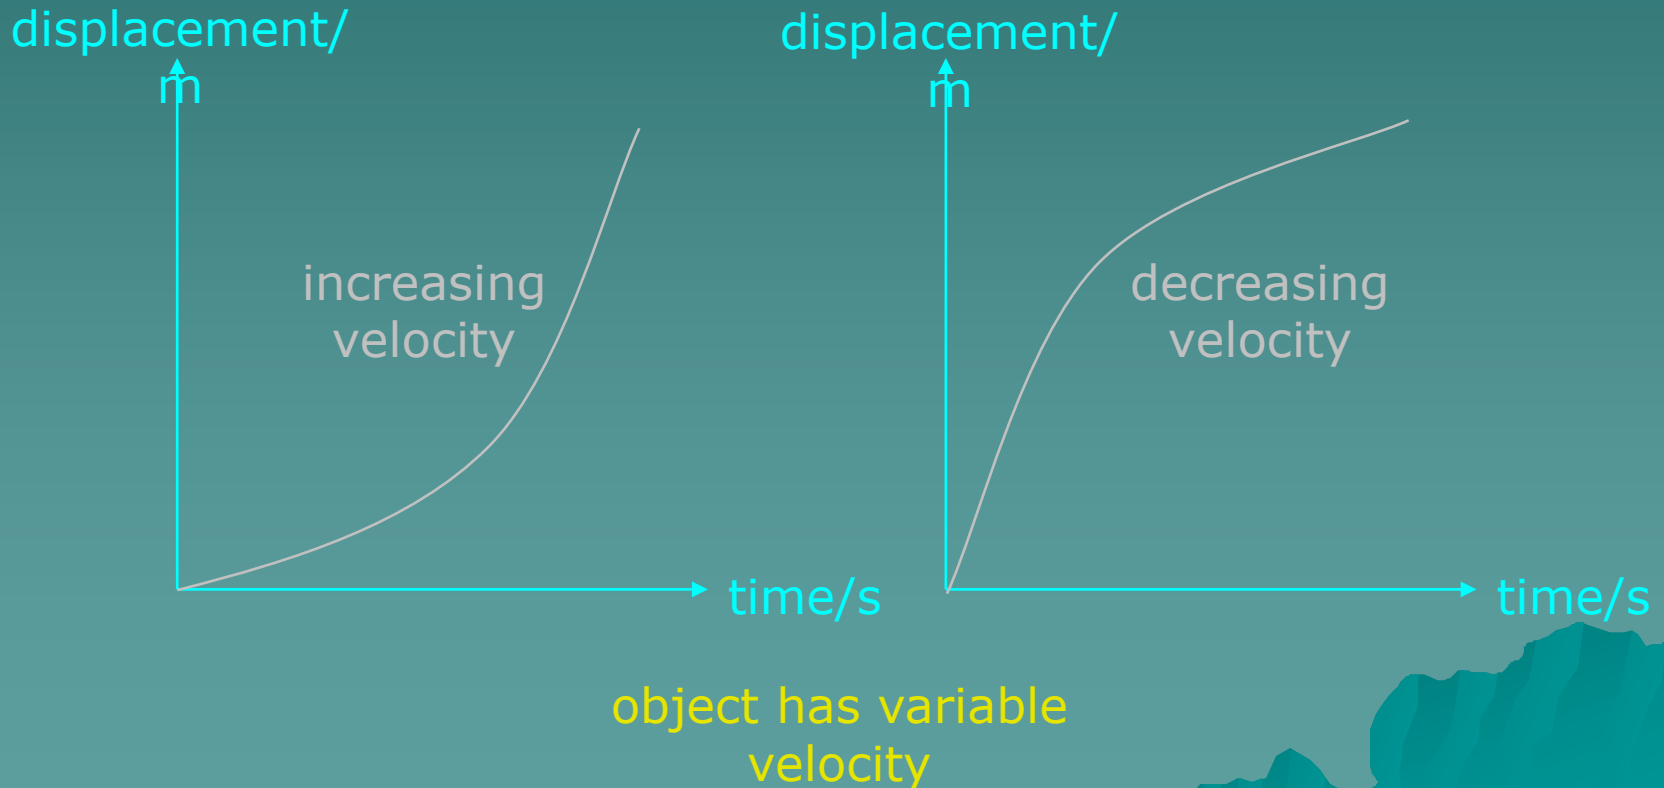 displacement/
m
increasing
velocity
time/s
displacement/
m
decreasing
velocity
time/s
object has variable
velocity